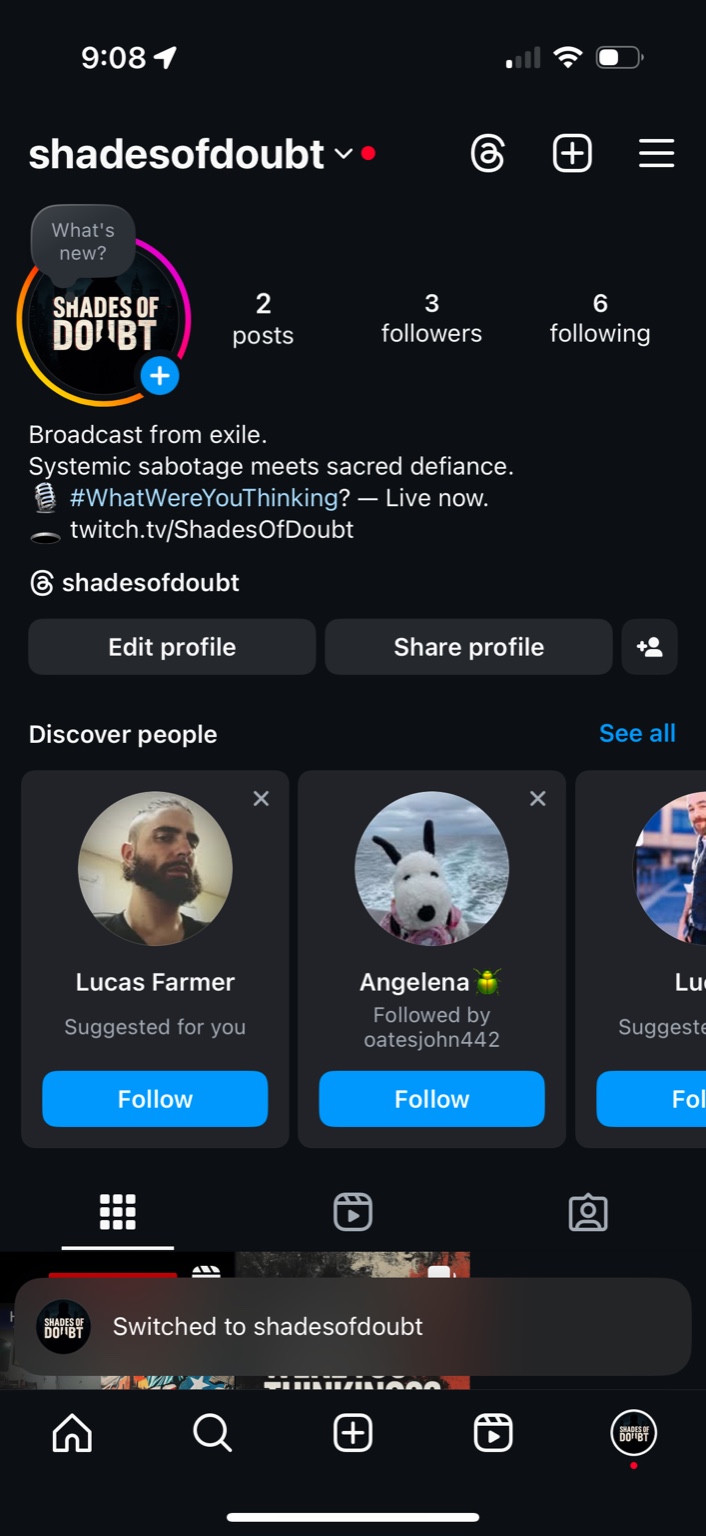 9:08
shadesofdoubt
What's
new?
SHADES OF
DOUBT
2
posts
3
followers
6
following
Broadcast from exile.
Systemic sabotage meets sacred defiance.
#WhatWereYouThinking? — Live now.
twitch.tv/ShadesOfDoubt
shadesofdoubt
Edit profile
Share profile
Discover people
See all
Lucas Farmer
Suggested for you
Follow
Angelena
Followed by
oatesjohn442
Follow
SHADES OF
DOUBT
Switched to shadesofdoubt
SHADES OF
DOUBT